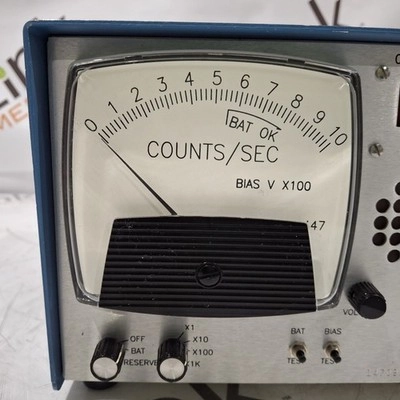 0 1 2 3 4 5 6 7 8 9 10
BAT OK
COUNTS/SEC
BIAS V X100
47
VOL
X1
OFF X10
BAT X100
RESERVE X1K
BAT BIAS
TEST TEST